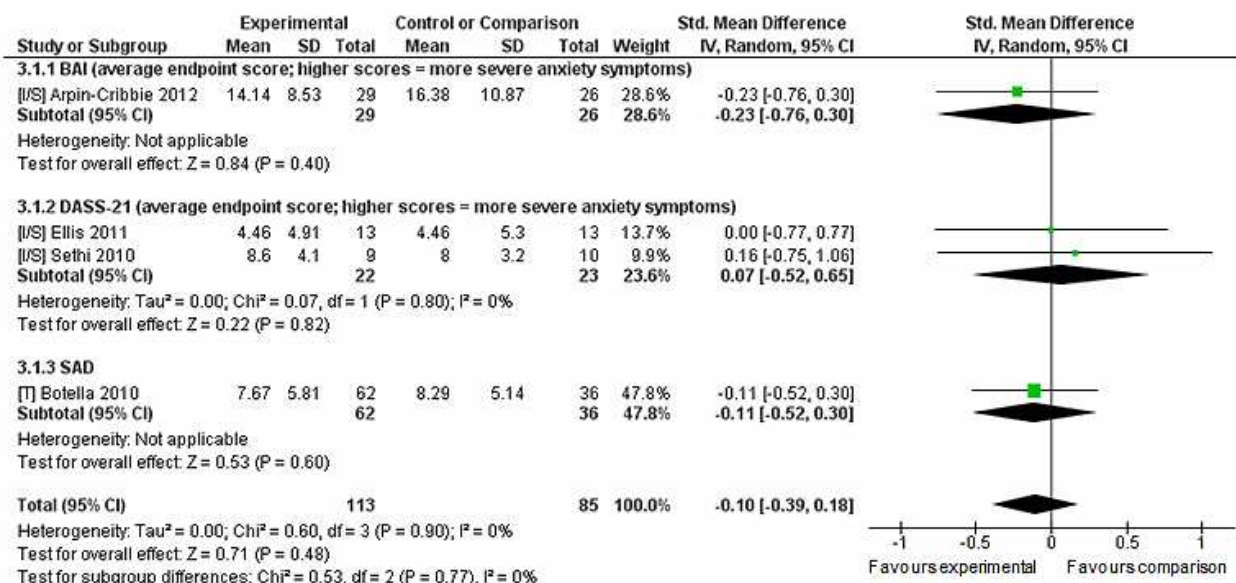 Experimental Control or Comparison Std. Mean Difference Std. Mean Difference
Study or Subgroup Mean SD Total Mean SD Total Weight IV, Random, 95% CI IV, Random, 95% CI
3.1.1 BAI (average endpoint score; higher scores = more severe anxiety symptoms)
[I/S] Arpin-Cribbie 2012 14.14 8.53 29 16.38 10.87 26 28.6% -0.23 [-0.76, 0.30]
Subtotal (95% CI) 29 26 28.6% -0.23 [-0.76, 0.30]
Heterogeneity: Not applicable
Test for overall effect: Z = 0.84 (P = 0.40)
3.1.2 DASS-21 (average endpoint score; higher scores = more severe anxiety symptoms)
[I/S] Ellis 2011 4.46 4.91 13 4.46 5.3 13 13.7% 0.00 [-0.77, 0.77]
[I/S] Sethi 2010 8.6 4.1 9 8 3.2 10 9.9% 0.16 [-0.75, 1.06]
Subtotal (95% CI) 22 23 23.6% 0.07 [-0.52, 0.65]
Heterogeneity: Tau² = 0.00; Chi² = 0.07, df = 1 (P = 0.80); I² = 0%
Test for overall effect: Z = 0.22 (P = 0.82)
3.1.3 SAD
[T] Botella 2010 7.67 5.81 62 8.29 5.14 36 47.8% -0.11 [-0.52, 0.30]
Subtotal (95% CI) 62 36 47.8% -0.11 [-0.52, 0.30]
Heterogeneity: Not applicable
Test for overall effect: Z = 0.53 (P = 0.60)
Total (95% CI) 113 85 100.0% -0.10 [-0.39, 0.18]
Heterogeneity: Tau² = 0.00; Chi² = 0.60, df = 3 (P = 0.90); I² = 0%
Test for overall effect: Z = 0.71 (P = 0.48)
Test for subgroup differences: Chi² = 0.53, df = 2 (P = 0.77), I² = 0%
-1 -0.5 0 0.5 1
Favours experimental Favours comparison